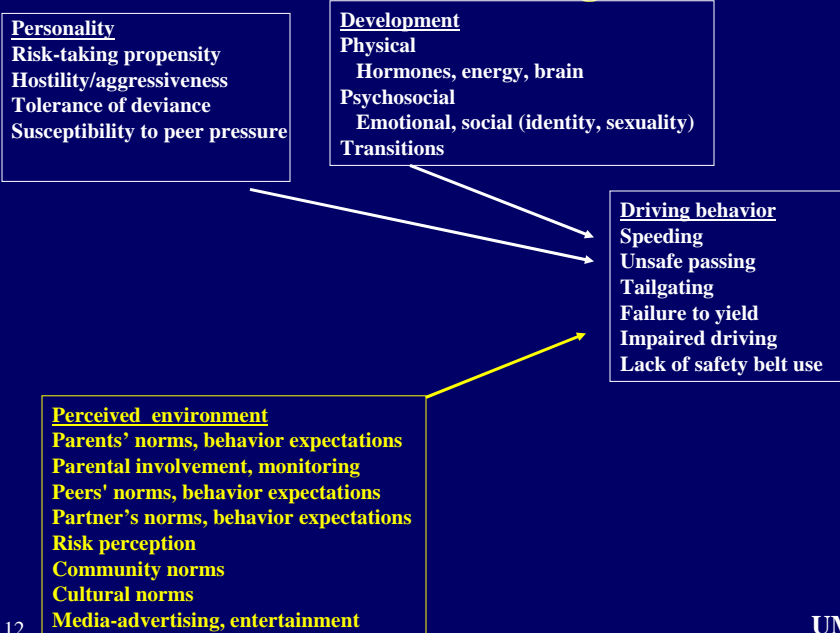 Personality
Risk-taking propensity
Hostility/aggressiveness
Tolerance of deviance
Susceptibility to peer pressure
Development
Physical
Hormones, energy, brain
Psychosocial
Emotional, social (identity, sexuality)
Transitions
Driving behavior
Speeding
Unsafe passing
Tailgating
Failure to yield
Impaired driving
Lack of safety belt use
Perceived environment
Parents’ norms, behavior expectations
Parental involvement, monitoring
Peers' norms, behavior expectations
Partner’s norms, behavior expectations
Risk perception
Community norms
Cultural norms
Media-advertising, entertainment
12